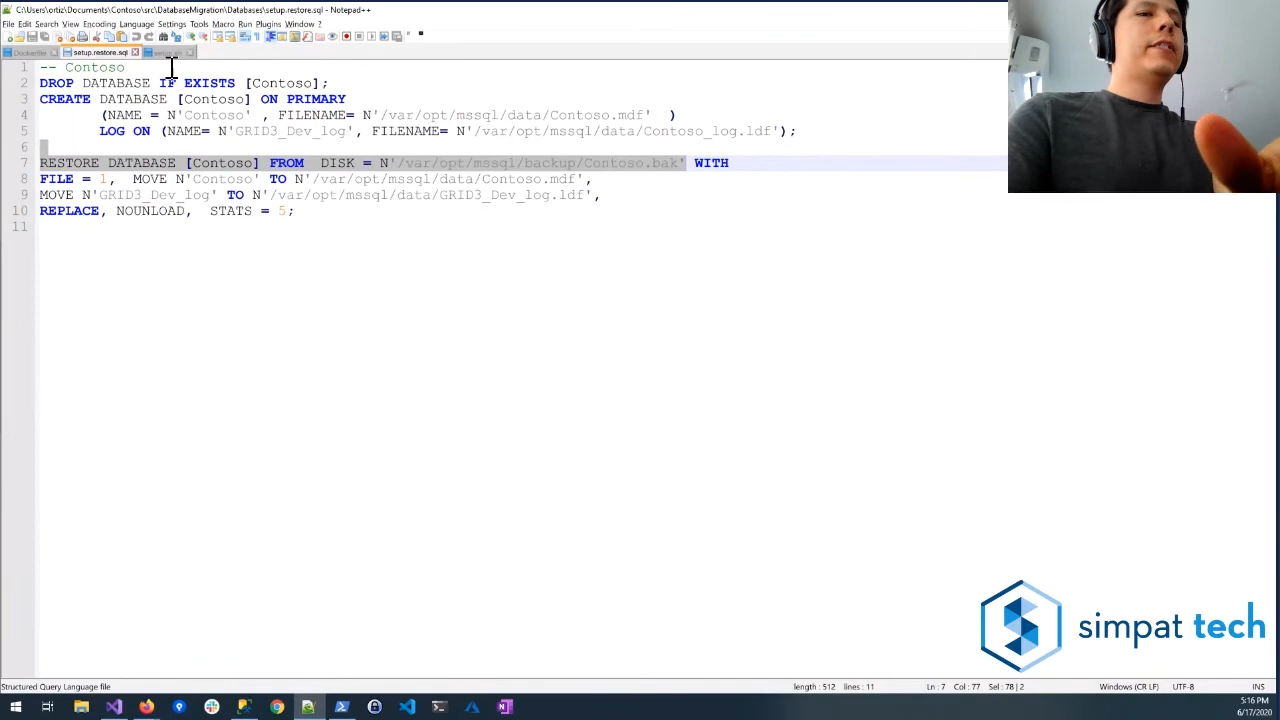 C:\Users\ortiz\Documents\Contoso\src\DatabaseMigration\Databases\setup.restore.sql - Notepad++
File Edit Search View Encoding Language Settings Tools Macro Run Plugins Window ?
Dockerfile setup.restore.sql setup.sh
1 -- Contoso
2 DROP DATABASE IF EXISTS [Contoso];
3 CREATE DATABASE [Contoso] ON PRIMARY
4 (NAME = N'Contoso' , FILENAME= N'/var/opt/mssql/data/Contoso.mdf' )
5 LOG ON (NAME= N'GRID3_Dev_log', FILENAME= N'/var/opt/mssql/data/Contoso_log.ldf');
6
7 RESTORE DATABASE [Contoso] FROM DISK = N'/var/opt/mssql/backup/Contoso.bak' WITH
8 FILE = 1, MOVE N'Contoso' TO N'/var/opt/mssql/data/Contoso.mdf',
9 MOVE N'GRID3_Dev_log' TO N'/var/opt/mssql/data/GRID3_Dev_log.ldf',
10 REPLACE, NOUNLOAD, STATS = 5;
11
simpat tech
Structured Query Language file length : 512 lines : 11 Ln : 7 Col : 77 Sel : 78 | 2 Windows (CR LF) UTF-8 INS
5:16 PM
6/17/2020